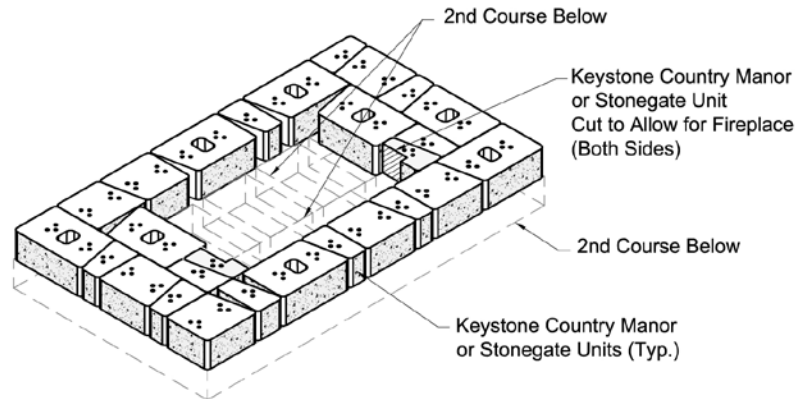 2nd Course Below
Keystone Country Manor
or Stonegate Unit
Cut to Allow for Fireplace
(Both Sides)
2nd Course Below
Keystone Country Manor
or Stonegate Units (Typ.)